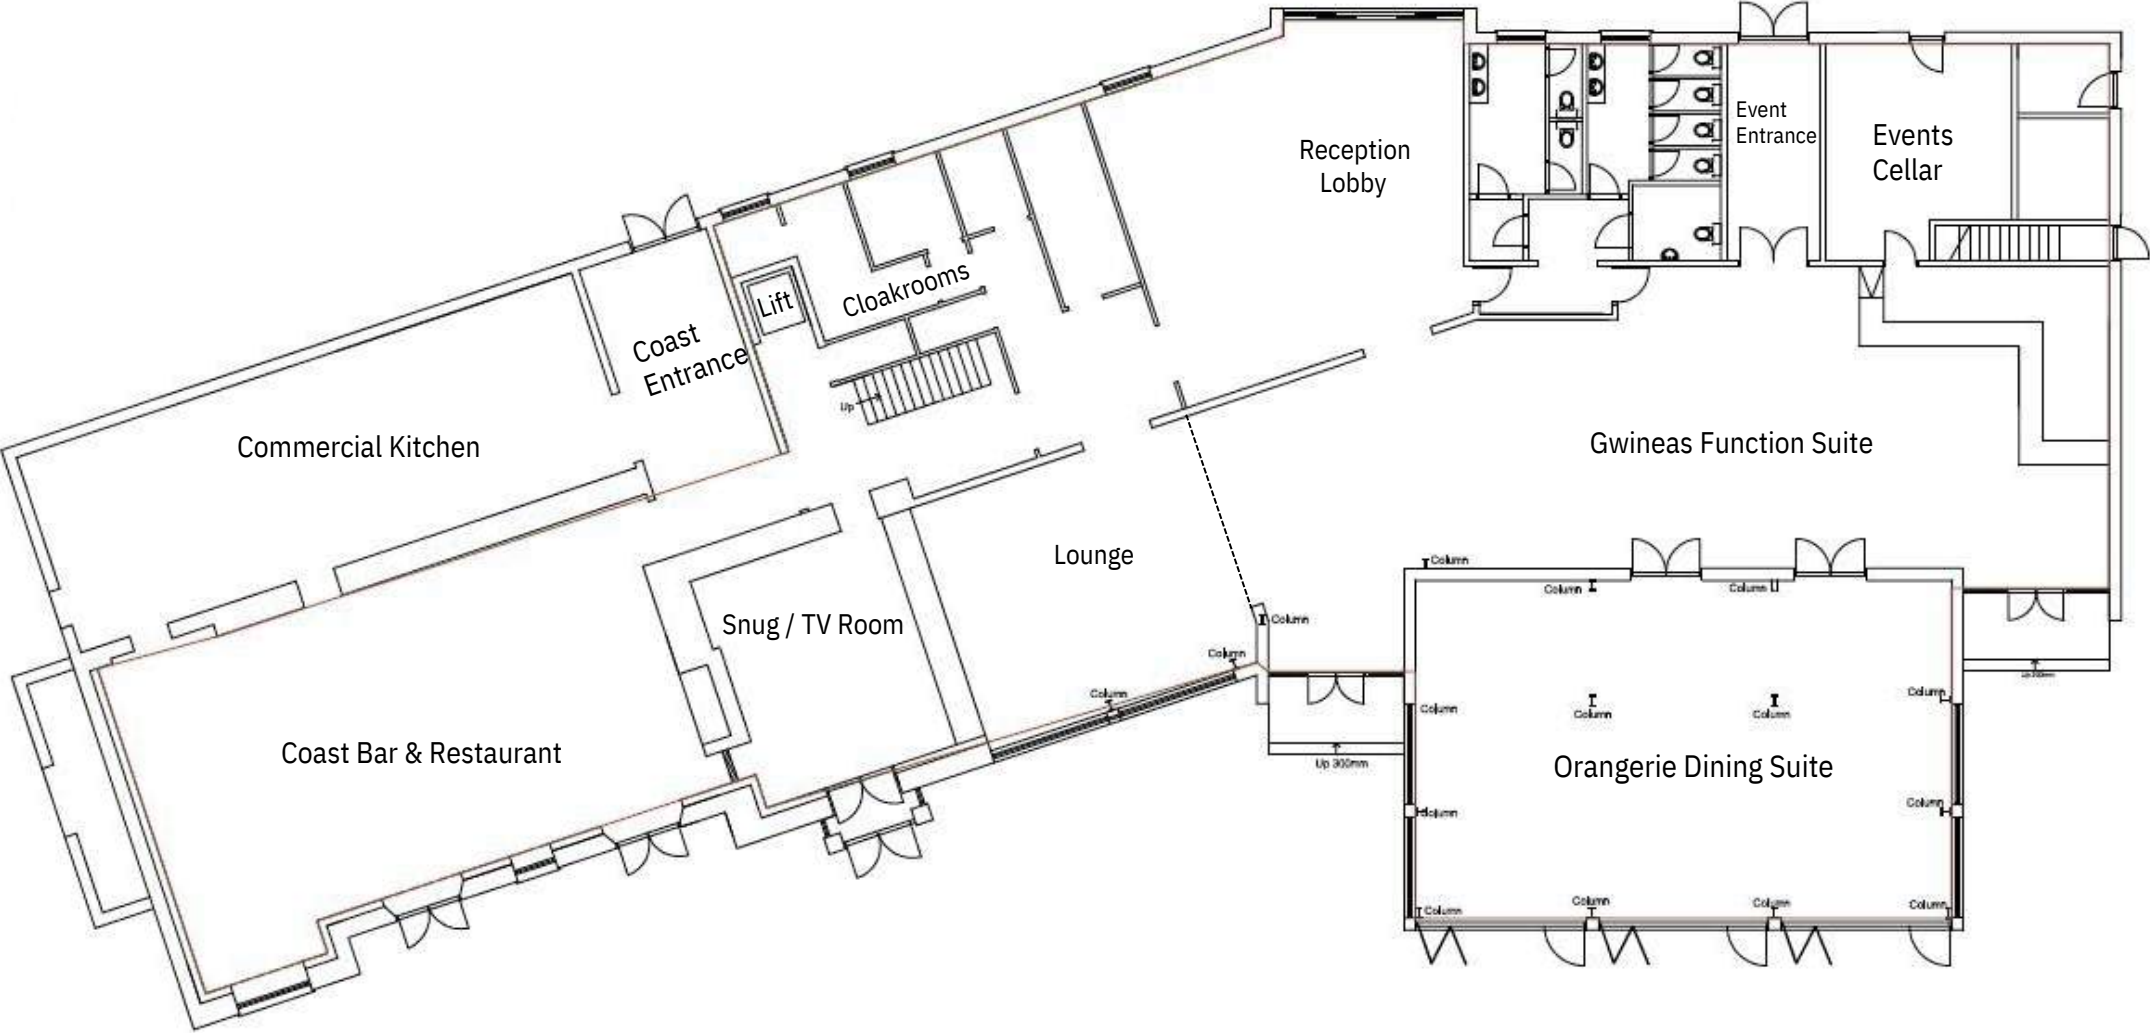 Event
Entrance
Events
Cellar
Reception
Lobby
Lift
Cloakrooms
Coast
Entrance
Up
Commercial Kitchen
Gwineas Function Suite
Lounge
Column
Column
Column
Snug / TV Room
Column
Column
Column
Column
Column
Column
Column
Coast Bar & Restaurant
Up 300mm
Orangerie Dining Suite
Column
Column
Column
Column
Column
Column